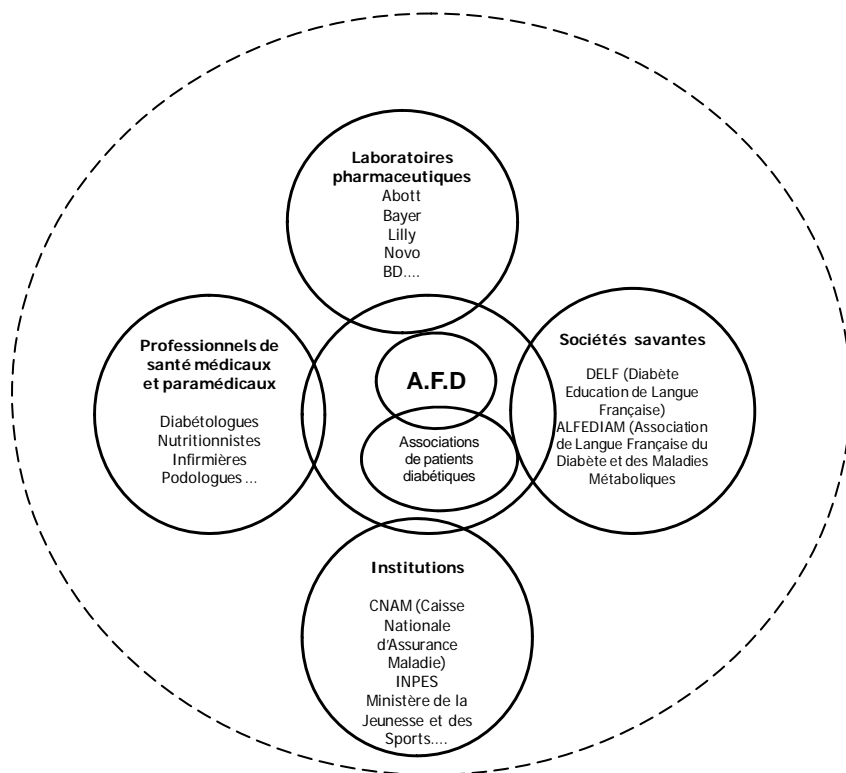 Laboratoires
pharmaceutiques
Abott
Bayer
Lilly
Novo
BD....
Professionnels de
santé médicaux
et paramédicaux
Diabétologues
Nutritionnistes
Infirmières
Podologues ...
A.F.D
Associations
de patients
diabétiques
Sociétés savantes
DELF (Diabète
Education de Langue
Française)
ALFEDIAM (Association
de Langue Française du
Diabète et des Maladies
Métaboliques
Institutions
CNAM (Caisse
Nationale
d'Assurance
Maladie)
INPES
Ministère de la
Jeunesse et des
Sports....